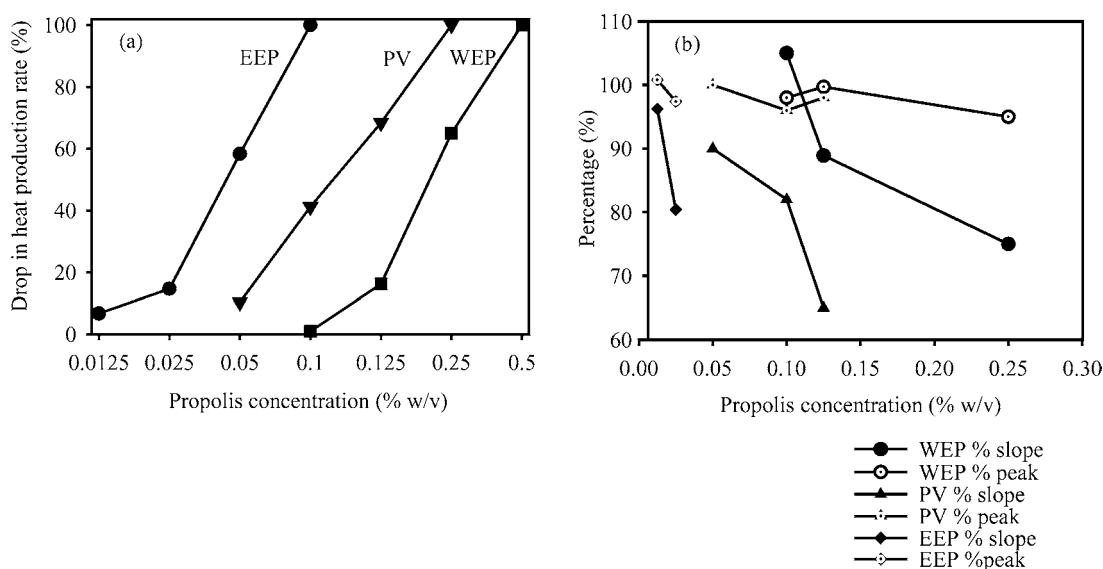 (a)
EEP
PV
WEP
Drop in heat production rate (%)
100
80
60
40
20
0
0.0125 0.025 0.05 0.1 0.125 0.25 0.5
Propolis concentration (% w/v)
(b)
Percentage (%)
110
100
90
80
70
60
0.00 0.05 0.10 0.15 0.20 0.25 0.30
Propolis concentration (% w/v)
WEP % slope
WEP % peak
PV % slope
PV % peak
EEP % slope
EEP %peak